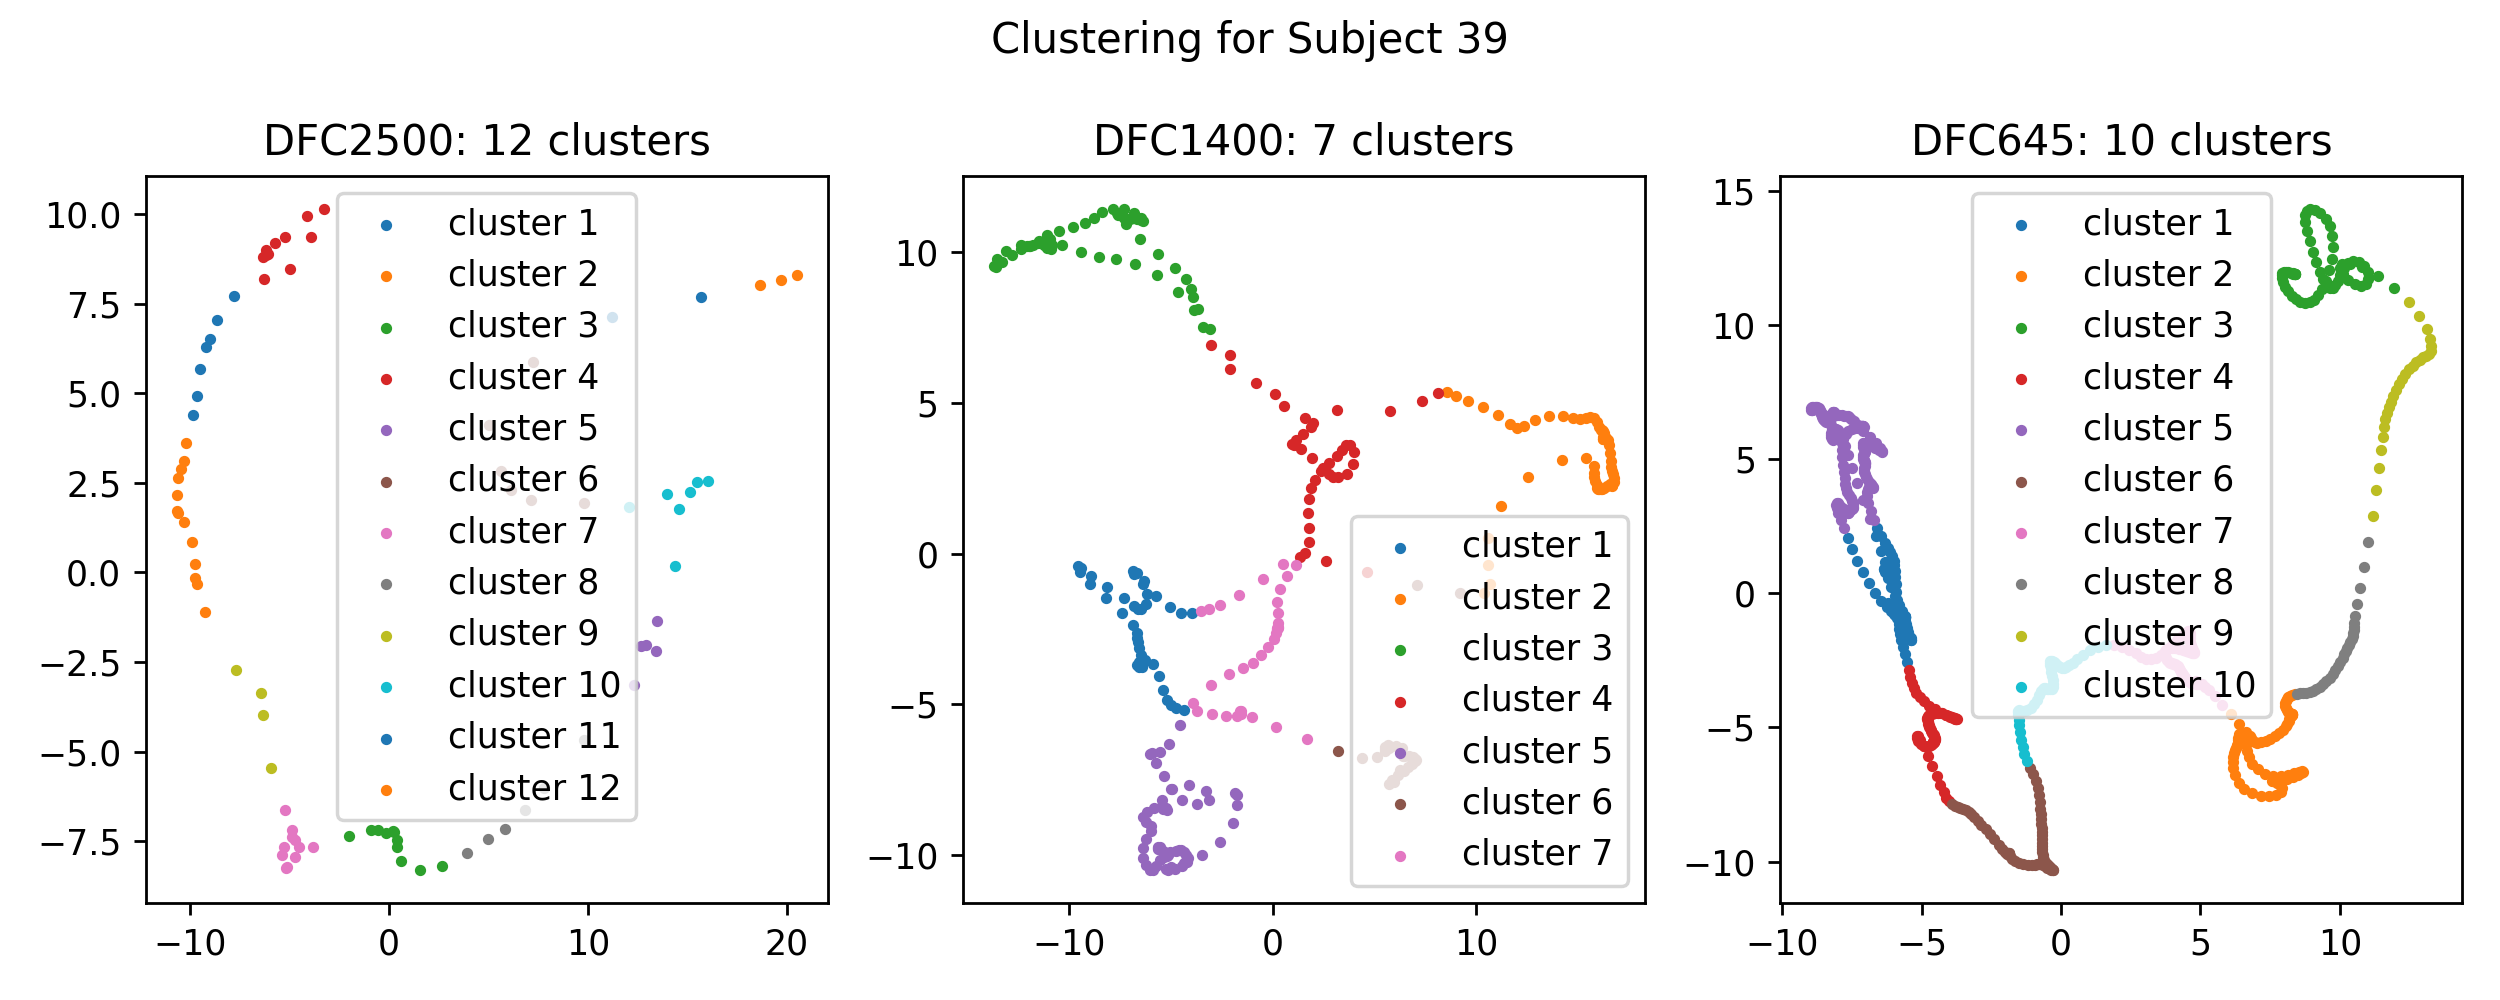 Clustering for Subject 39
DFC2500: 12 clusters
10.0
7.5
5.0
2.5
0.0
−2.5
−5.0
−7.5
−10
0
10
20
cluster 1
cluster 2
cluster 3
cluster 4
cluster 5
cluster 6
cluster 7
cluster 8
cluster 9
cluster 10
cluster 11
cluster 12
DFC1400: 7 clusters
10
5
0
−5
−10
−10
0
10
cluster 1
cluster 2
cluster 3
cluster 4
cluster 5
cluster 6
cluster 7
DFC645: 10 clusters
15
10
5
0
−5
−10
−10
−5
0
5
10
cluster 1
cluster 2
cluster 3
cluster 4
cluster 5
cluster 6
cluster 7
cluster 8
cluster 9
cluster 10